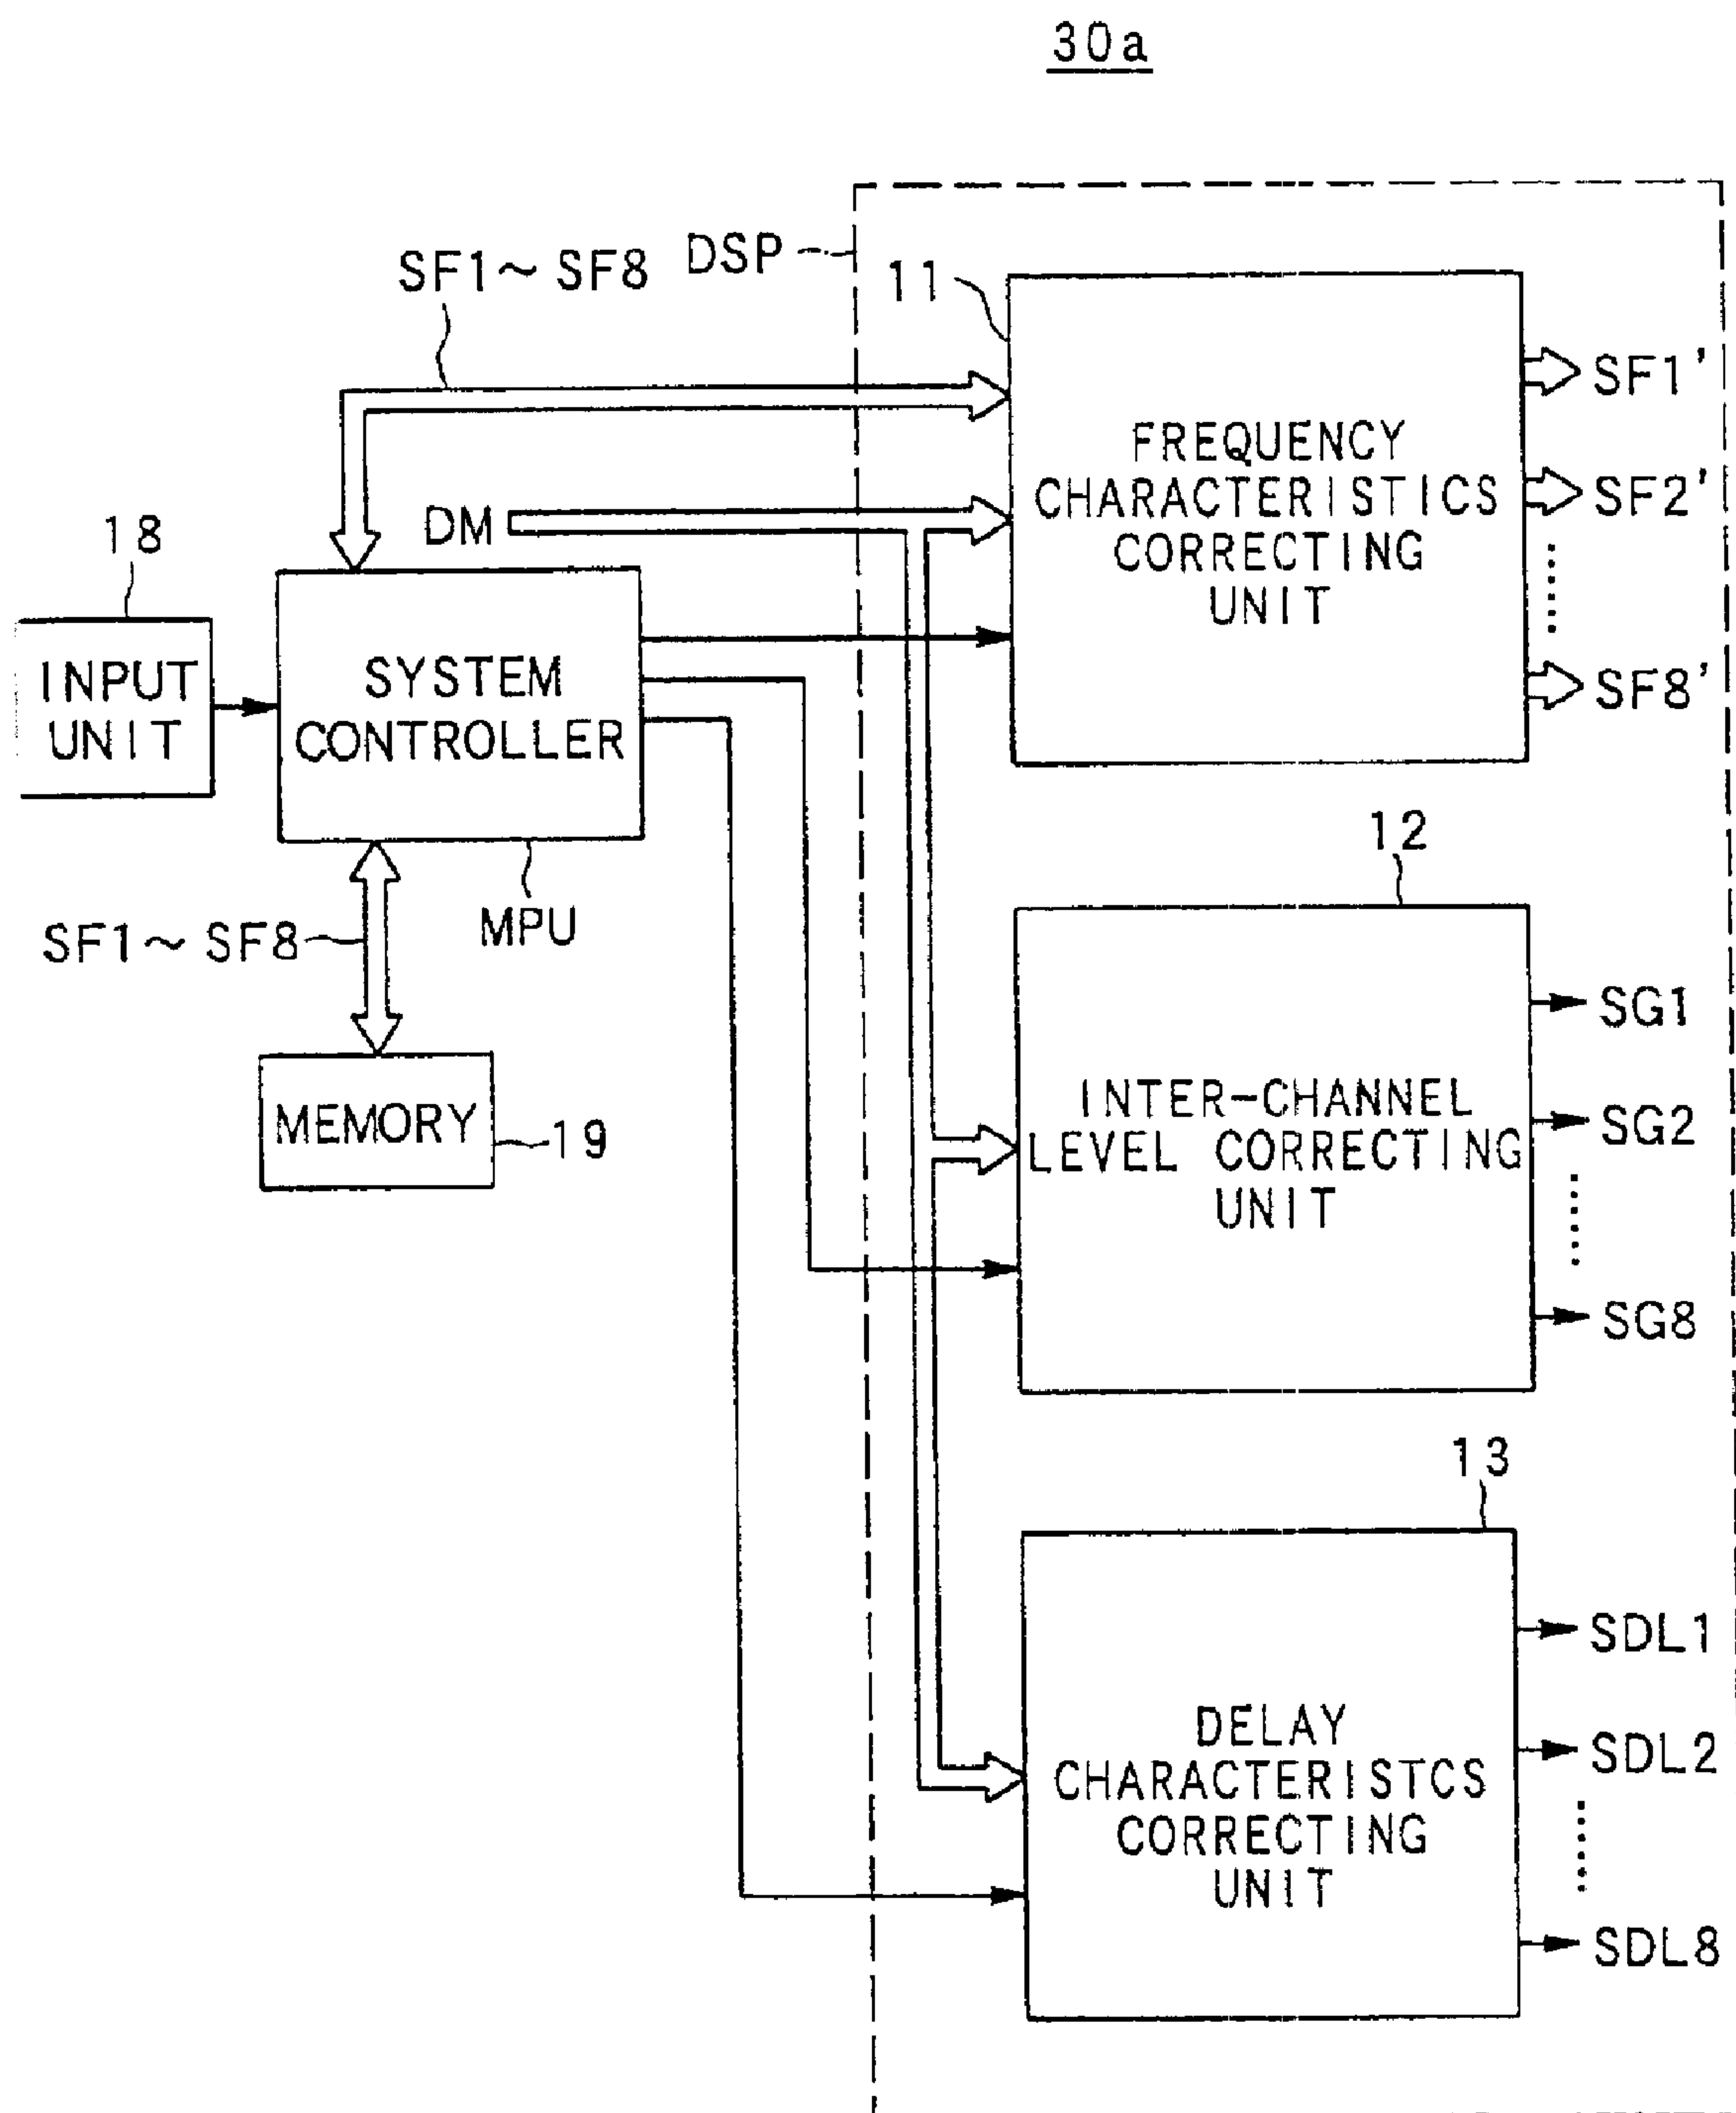 30a
SF1~SF8
DSP
11
FREQUENCY
CHARACTERISTICS
CORRECTING
UNIT
SF1'
SF2'
SF8'
DM
18
INPUT
UNIT
SYSTEM
CONTROLLER
MPU
SF1~SF8
MEMORY
19
12
INTER-CHANNEL
LEVEL CORRECTING
UNIT
SG1
SG2
SG8
13
DELAY
CHARACTERISTCS
CORRECTING
UNIT
SDL1
SDL2
SDL8